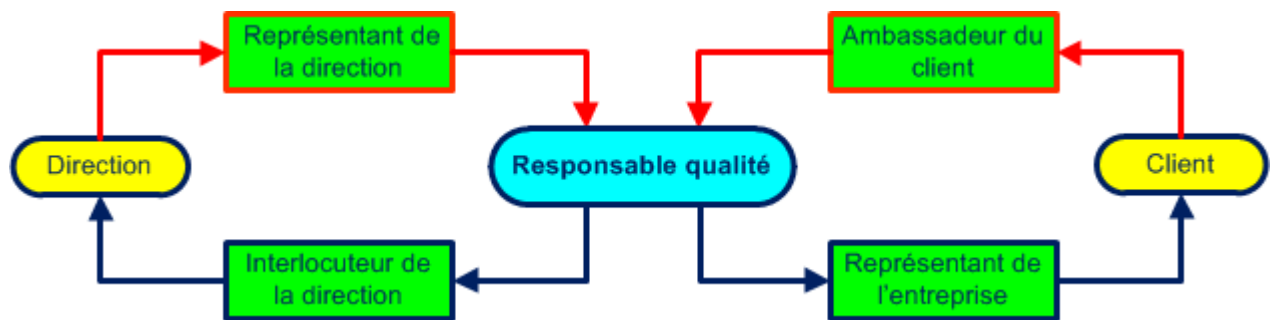 Représentant de
la direction
Ambassadeur du
client
Direction
Responsable qualité
Client
Interlocuteur de
la direction
Représentant de
l'entreprise